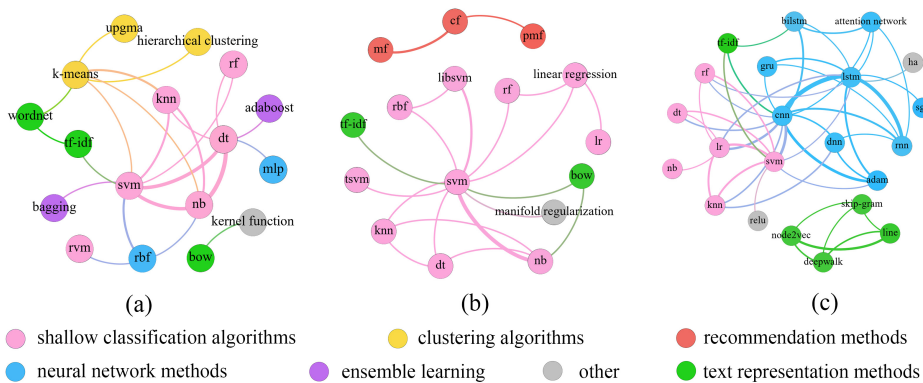 upgma
hierarchical clustering
rf
k-means
knn
adaboost
wordnet
dt
tf-idf
mlp
svm
nb
bagging
kernel function
rvm
rbf
bow
(a)
cf
mf
pmf
libsvm
linear regression
rf
rbf
lr
tf-idf
bow
tsvm
svm
manifold regularization
knn
dt
nb
(b)
bilstm
attention network
tf-idf
ha
gru
rf
lstm
sg
dt
cnn
dnn
rnn
lr
svm
nb
adam
knn
skip-gram
relu
node2vec
line
deepwalk
(c)
shallow classification algorithms
clustering algorithms
recommendation methods
neural network methods
ensemble learning
other
text representation methods